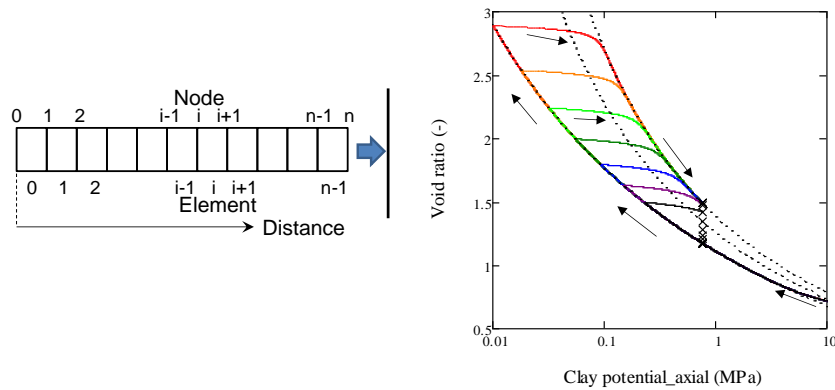 Node
0 1 2 i-1 i i+1 n-1 n
0 1 2 i-1 i i+1 n-1
Element
Distance
3
2.5
2
1.5
1
0.5
Void ratio (-)
0.01 0.1 1 10
Clay potential_axial (MPa)